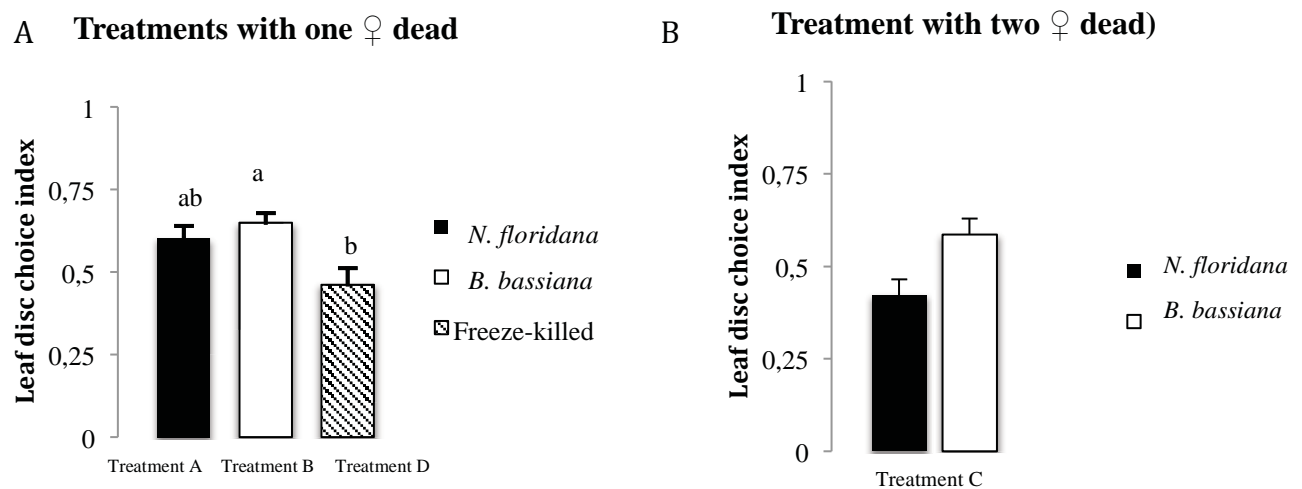 A Treatments with one ♀ dead
Leaf disc choice index
1
0,75
0,5
0,25
0
ab
a
b
Treatment A Treatment B Treatment D
N. floridana
B. bassiana
Freeze-killed
B Treatment with two ♀ dead)
Leaf disc choice index
1
0,75
0,5
0,25
0
Treatment C
N. floridana
B. bassiana